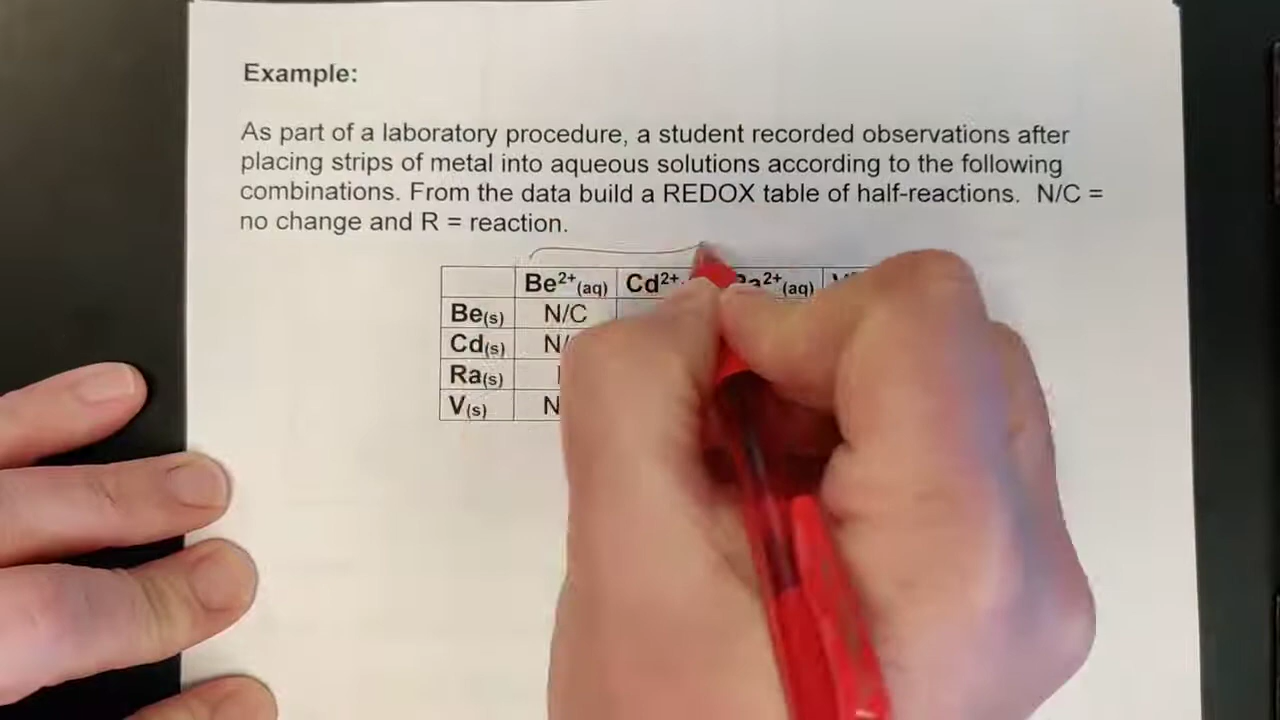 Example:
As part of a laboratory procedure, a student recorded observations after
placing strips of metal into aqueous solutions according to the following
combinations. From the data build a REDOX table of half-reactions. N/C =
no change and R = reaction.
Be²⁺(aq) Cd²⁺ ²⁺(aq)
Be(s) N/C
Cd(s)
Ra(s)
V(s)